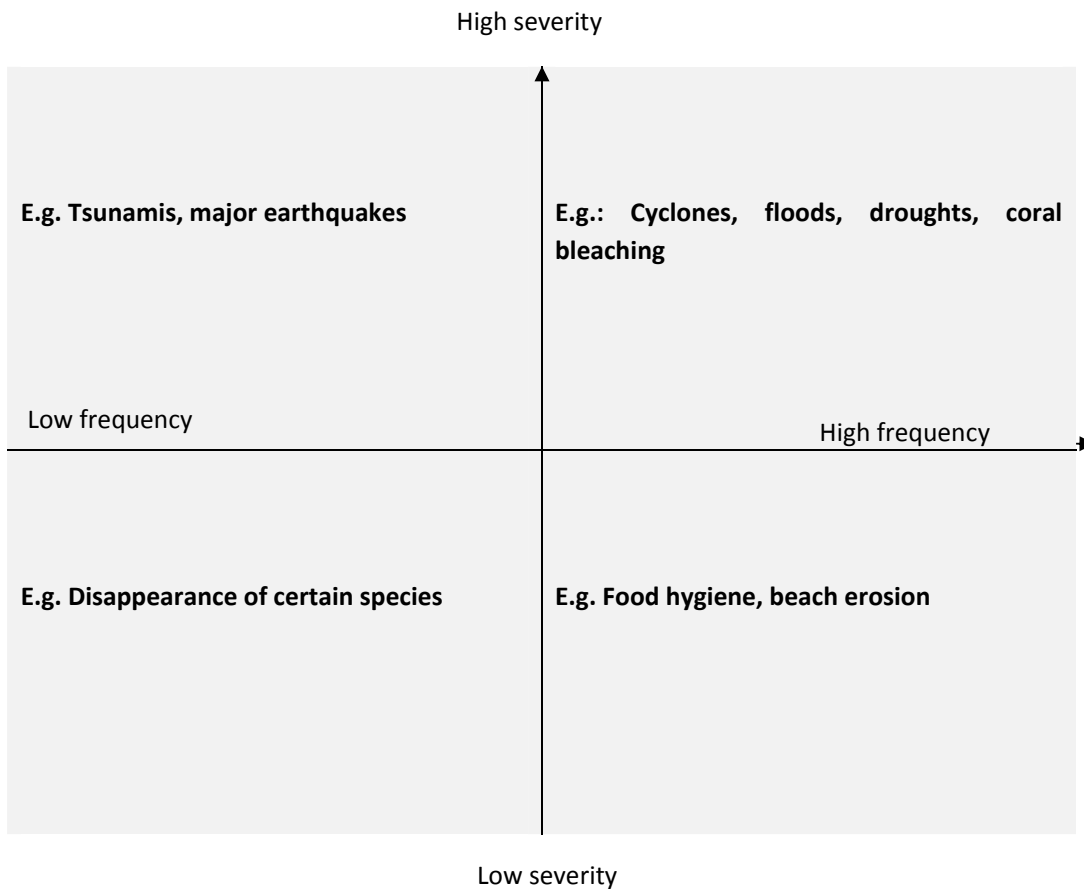 High severity
E.g. Tsunamis, major earthquakes
E.g.: Cyclones, floods, droughts, coral
bleaching
Low frequency
High frequency
E.g. Disappearance of certain species
E.g. Food hygiene, beach erosion
Low severity